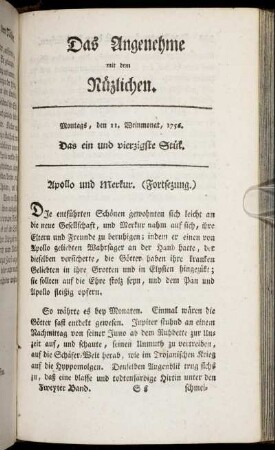 Das Angenehme
mit dem
Nüzlichen.
Montags, den 11. Weinmonat, 1756.
Das ein und vierzigste Stük.
Apollo und Merkur. (Fortsezung.)
DJe entführten Schönen gewohnten sich leicht an
die neue Gesellschaft, und Merkur nahm auf sich, ihre
Eltern und Freunde zu beruhigen; indem er einen von
Apollo geliebten Wahrsager an der Hand hatte, der
dieselben versicherte, die Götter haben ihre kranken
Geliebten in ihre Grotten und in Elysien hingezükt;
sie sollten auf die Ehre stolz seyn, und dem Pan und
Apollo fleißig opfern.
So währte es bey Monaten. Einmal wären die
Götter fast entdekt gewesen. Jupiter stuhnd an einem
Nachmittag von seiner Juno ab dem Ruhbette zur Un-
zeit auf, und schaute, seinen Unmuth zu vertreiben,
auf die Schäfer-Welt herab, wie im Trojanischen Krieg
auf die Hyppomolgen. Denselben Augenblik trug sichs
zu, daß eine blasse und todtenfärbige Hirtin unter den
Zweyter Band. S s schmei-